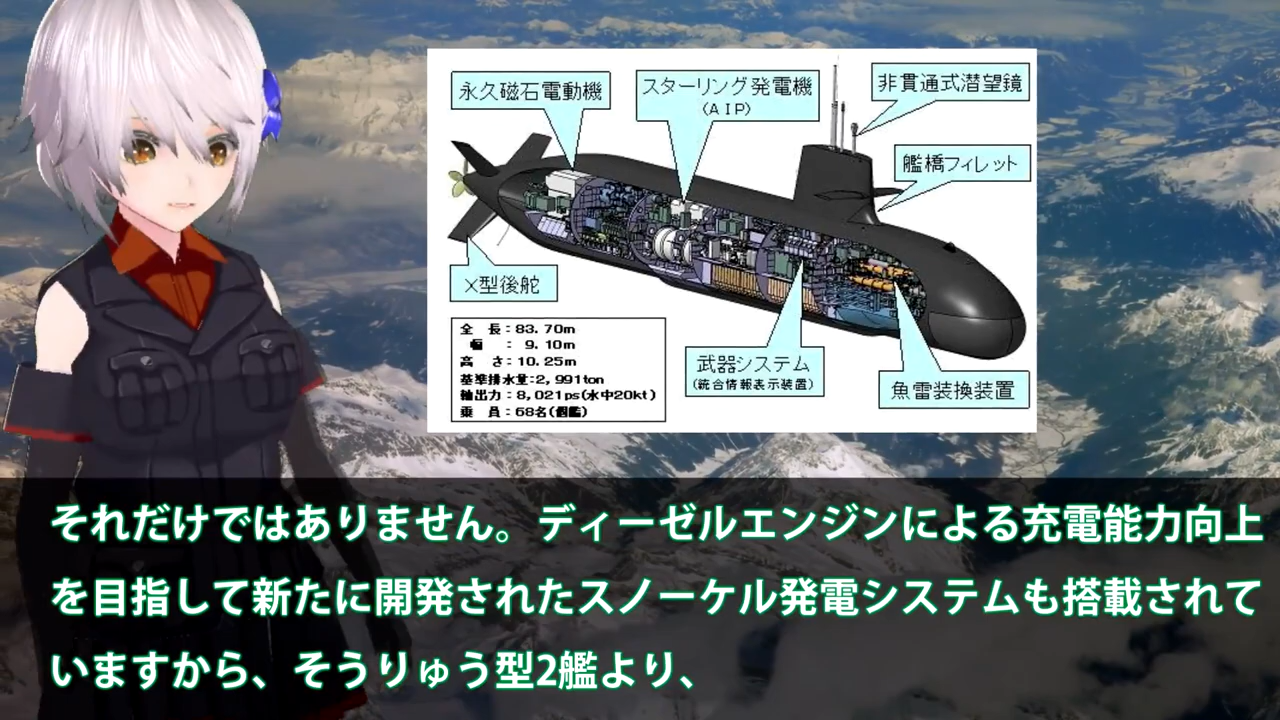 永久磁石電動機
スターリング発電機
(AIP)
非貫通式潜望鏡
艦橋フィレット
X型後舵
全 長:83.70m
幅 : 9.10m
高 さ:10.25m
基準排水量:2,991ton
軸出力:8,021ps(水中20kt)
乗 員:68名(個艦)
武器システム
(統合情報表示装置)
魚雷装換装置
それだけではありません。ディーゼルエンジンによる充電能力向上
を目指して新たに開発されたスノーケル発電システムも搭載されて
いますから、そうりゅう型2艦より、